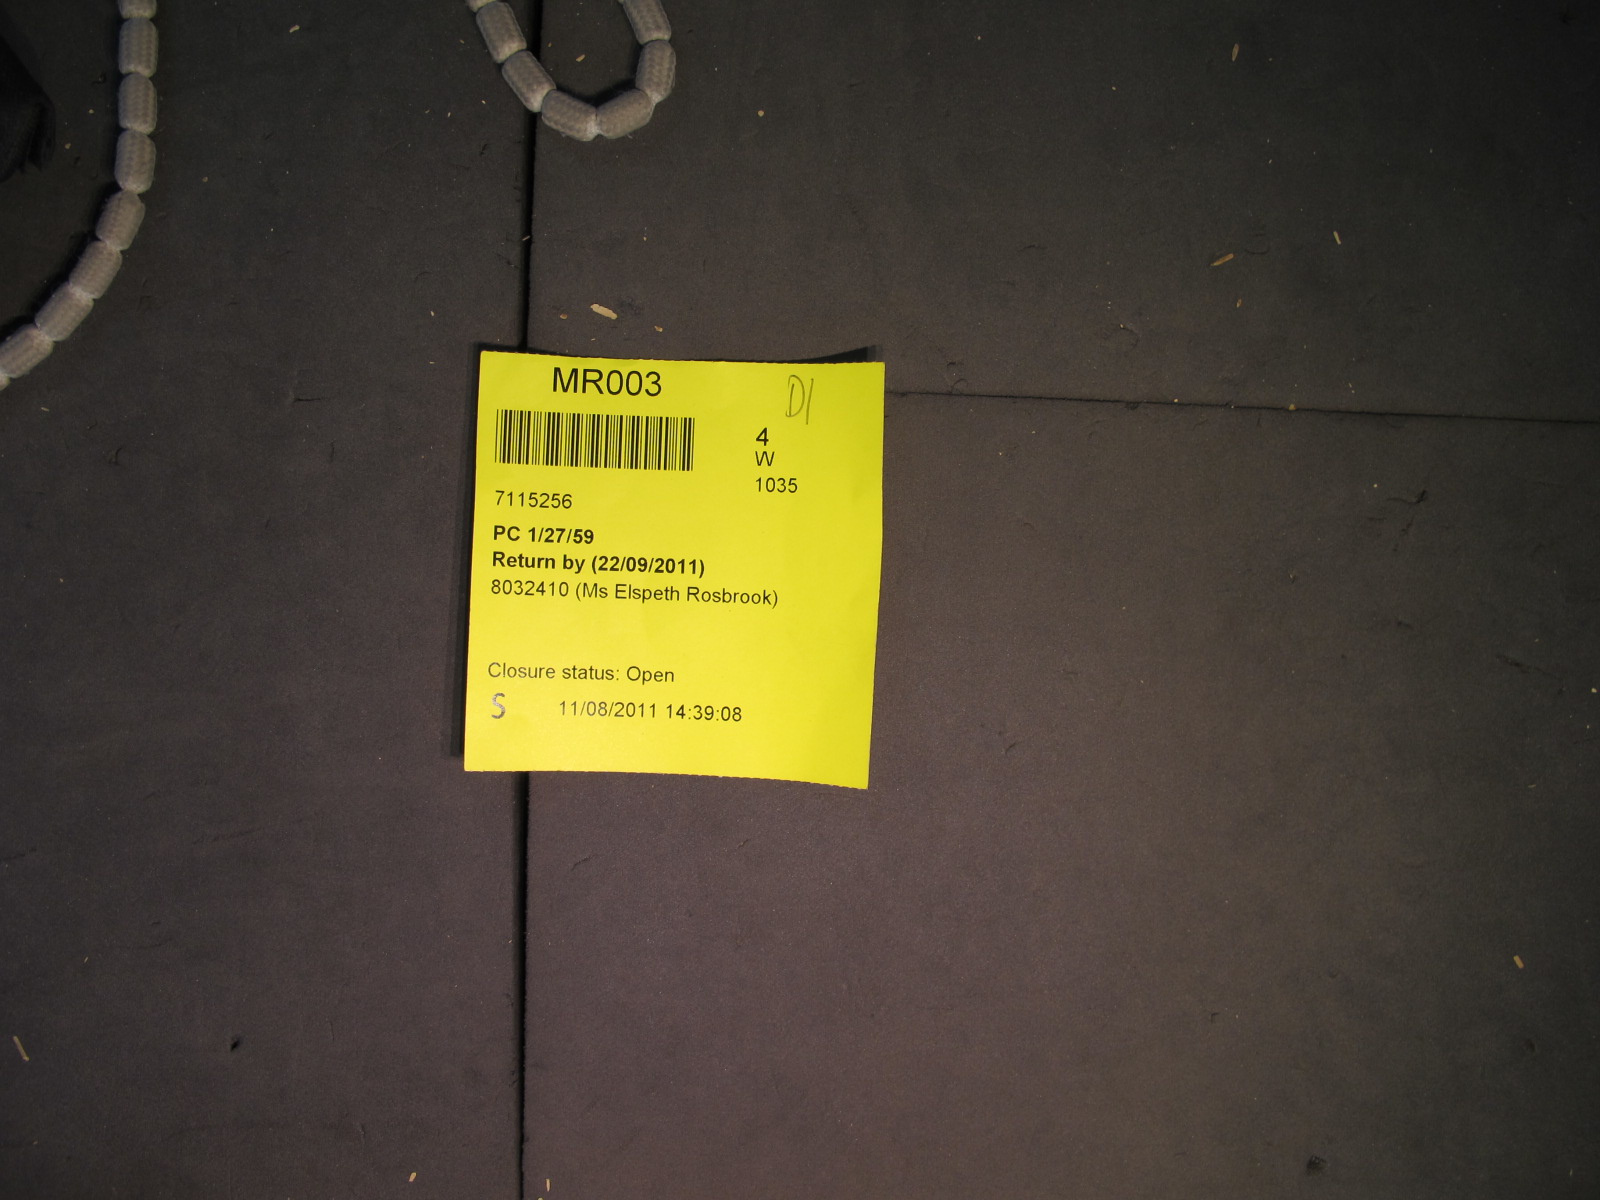 MR003
D1
4
W
1035
7115256
PC 1/27/59
Return by (22/09/2011)
8032410 (Ms Elspeth Rosbrook)
Closure status: Open
S 11/08/2011 14:39:08